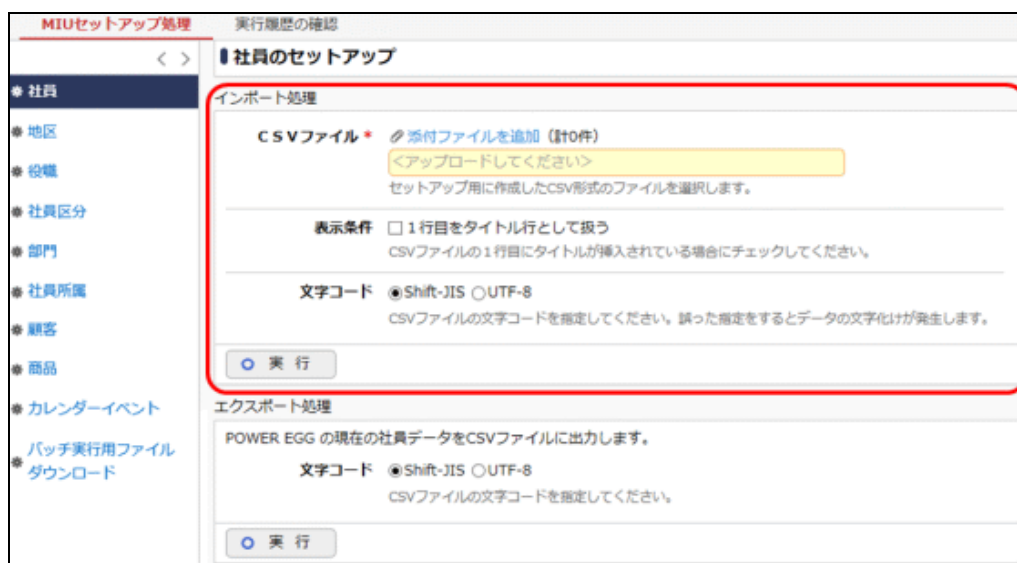 MIUセットアップ処理 実行履歴の確認
< >
社員のセットアップ
社員
地区
役職
社員区分
部門
社員所属
顧客
商品
カレンダーイベント
バッチ実行用ファイル
ダウンロード
インポート処理
CSVファイル * 添付ファイルを追加 (計0件)
<アップロードしてください>
セットアップ用に作成したCSV形式のファイルを選択します。
表示条件 □1行目をタイトル行として扱う
CSVファイルの1行目にタイトルが挿入されている場合にチェックしてください。
文字コード ◉Shift-JIS ○UTF-8
CSVファイルの文字コードを指定してください。誤った指定をするとデータの文字化けが発生します。
実 行
エクスポート処理
POWER EGG の現在の社員データをCSVファイルに出力します。
文字コード ◉Shift-JIS ○UTF-8
CSVファイルの文字コードを指定してください。
実 行